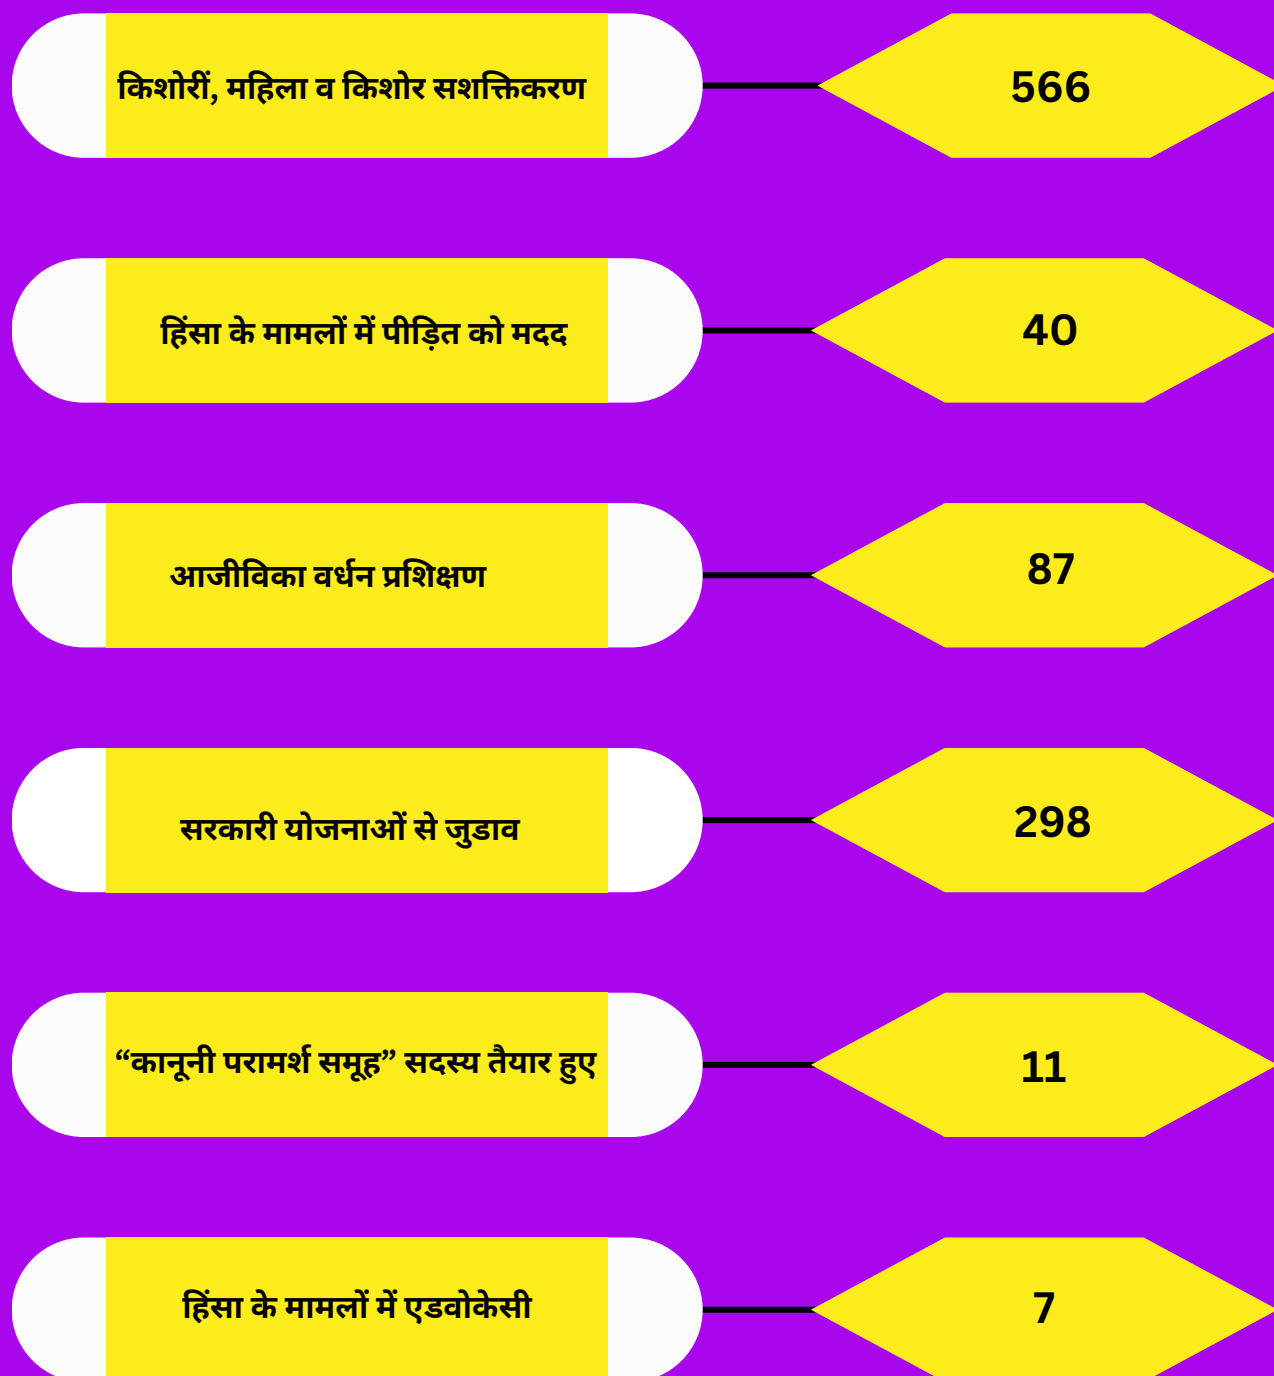 किशोरीं, महिला व किशोर सशक्तिकरण
566
हिंसा के मामलों में पीड़ित को मदद
40
आजीविका वर्धन प्रशिक्षण
87
सरकारी योजनाओं से जुडाव
298
“कानूनी परामर्श समूह” सदस्य तैयार हुए
11
हिंसा के मामलों में एडवोकेसी
7